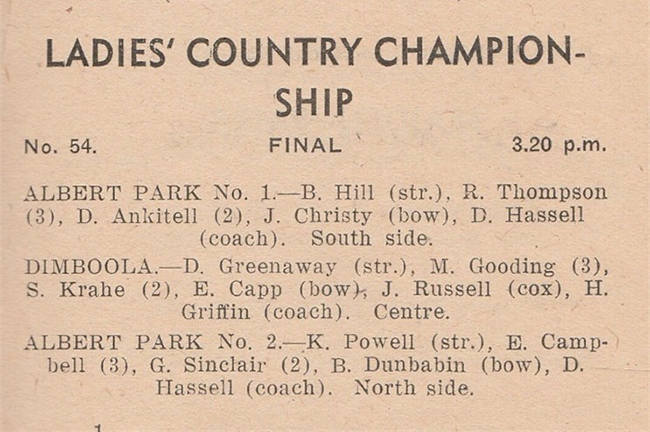 LADIES' COUNTRY CHAMPION-
SHIP
No. 54. FINAL 3.20 p.m.
ALBERT PARK No. 1.—B. Hill (str.), R. Thompson
(3), D. Ankitell (2), J. Christy (bow), D. Hassell
(coach). South side.
DIMBOOLA.—D. Greenaway (str.), M. Gooding (3),
S. Krahe (2), E. Capp (bow), J. Russell (cox), H.
Griffin (coach). Centre.
ALBERT PARK No. 2.—K. Powell (str.), E. Camp-
bell (3), G. Sinclair (2), B. Dunbabin (bow), D.
Hassell (coach). North side.